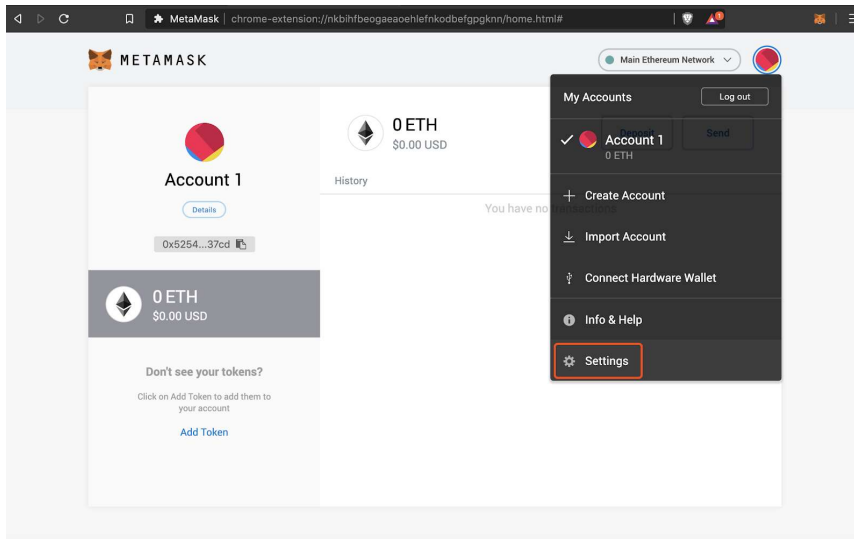 MetaMask | chrome-extension://nkbihfbeogaeaoehlefnkodbefgpgknn/home.html#
1
METAMASK
Main Ethereum Network
Account 1
Details
0x5254...37cd
0 ETH
$0.00 USD
Don't see your tokens?
Click on Add Token to add them to
your account
Add Token
0 ETH
$0.00 USD
Deposit
Send
History
You have no transactions
My Accounts
Log out
Account 1
0 ETH
Create Account
Import Account
Connect Hardware Wallet
Info & Help
Settings